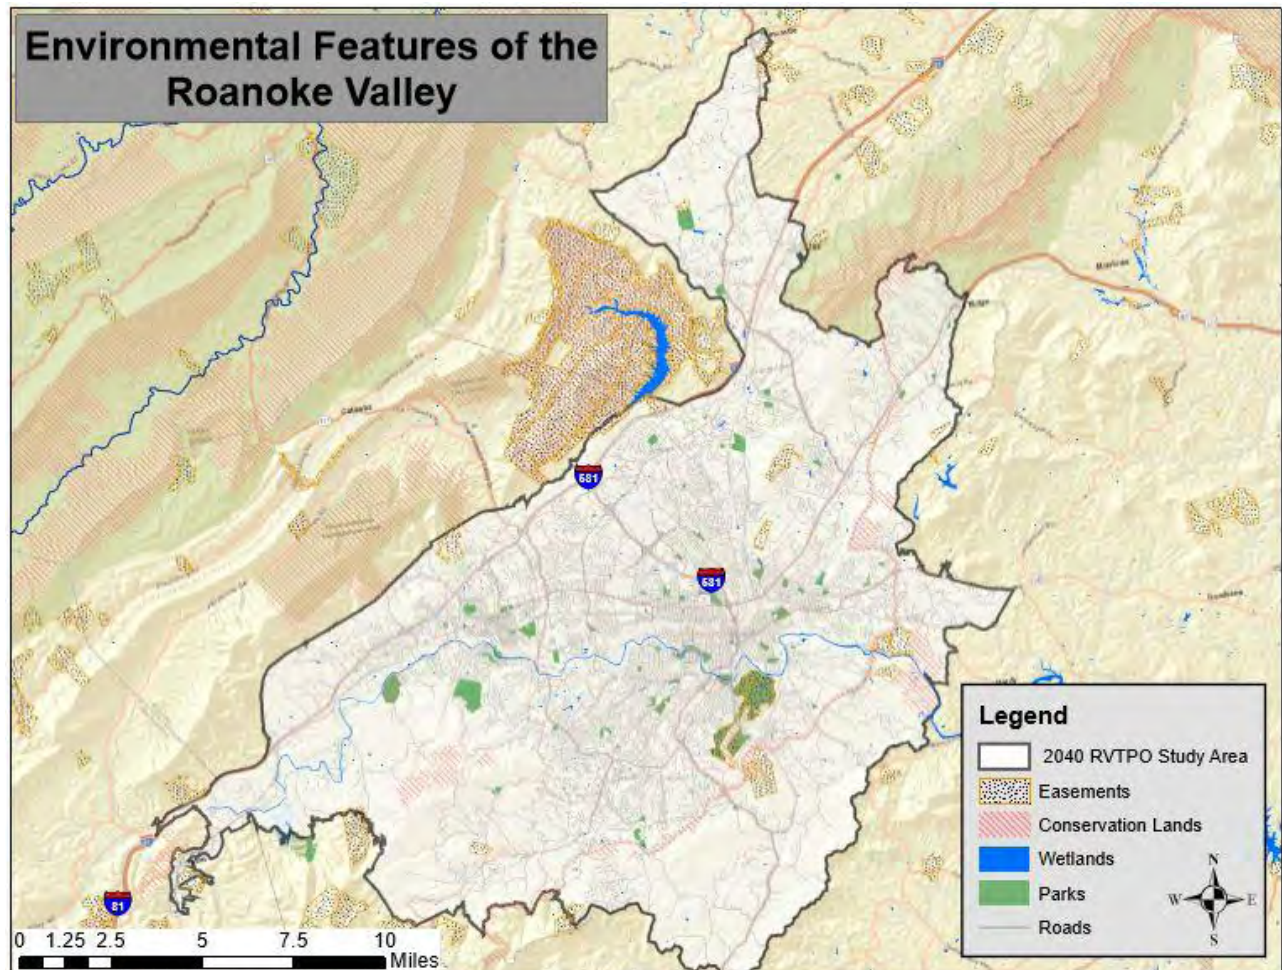 Environmental Features of the
Roanoke Valley
581
581
81
Catawba
Legend
2040 RVTPO Study Area
Easements
Conservation Lands
Wetlands
Parks
Roads
N
W
E
S
0 1.25 2.5 5 7.5 10
Miles